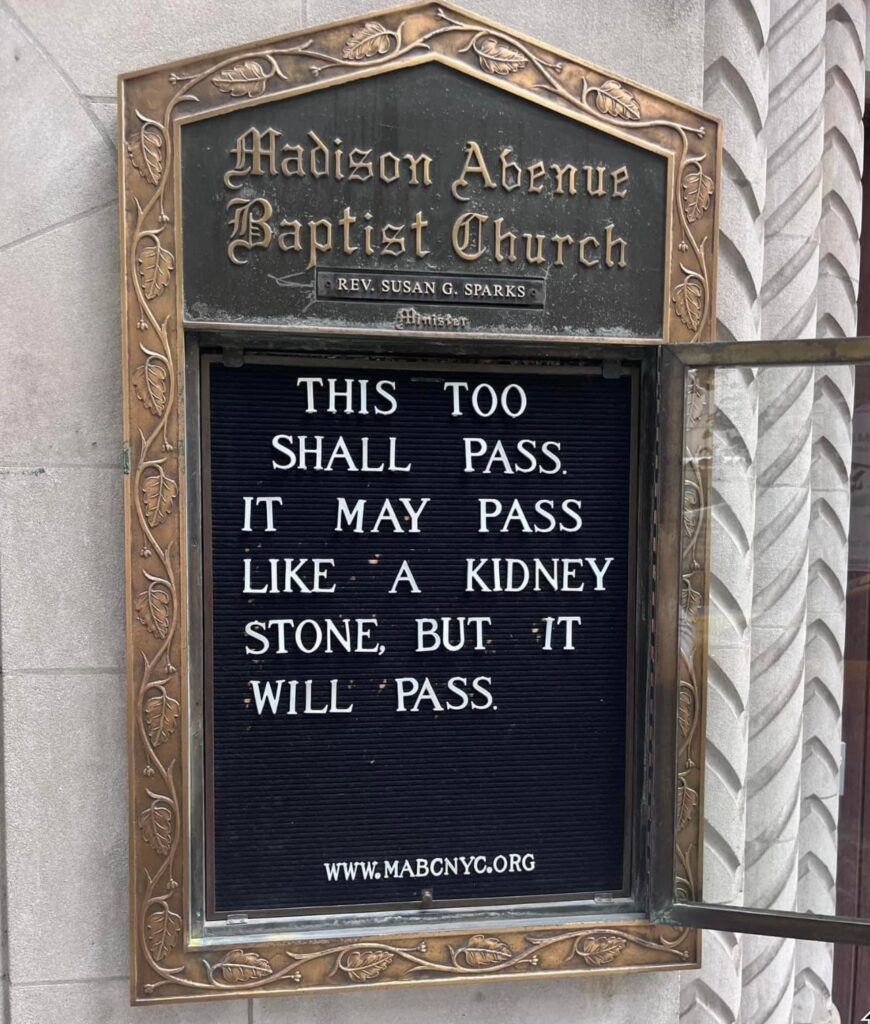 Madison Avenue
Baptist Church
REV. SUSAN G. SPARKS
Minister
THIS TOO
SHALL PASS.
IT MAY PASS
LIKE A KIDNEY
STONE, BUT IT
WILL PASS.
WWW.MABCNYC.ORG